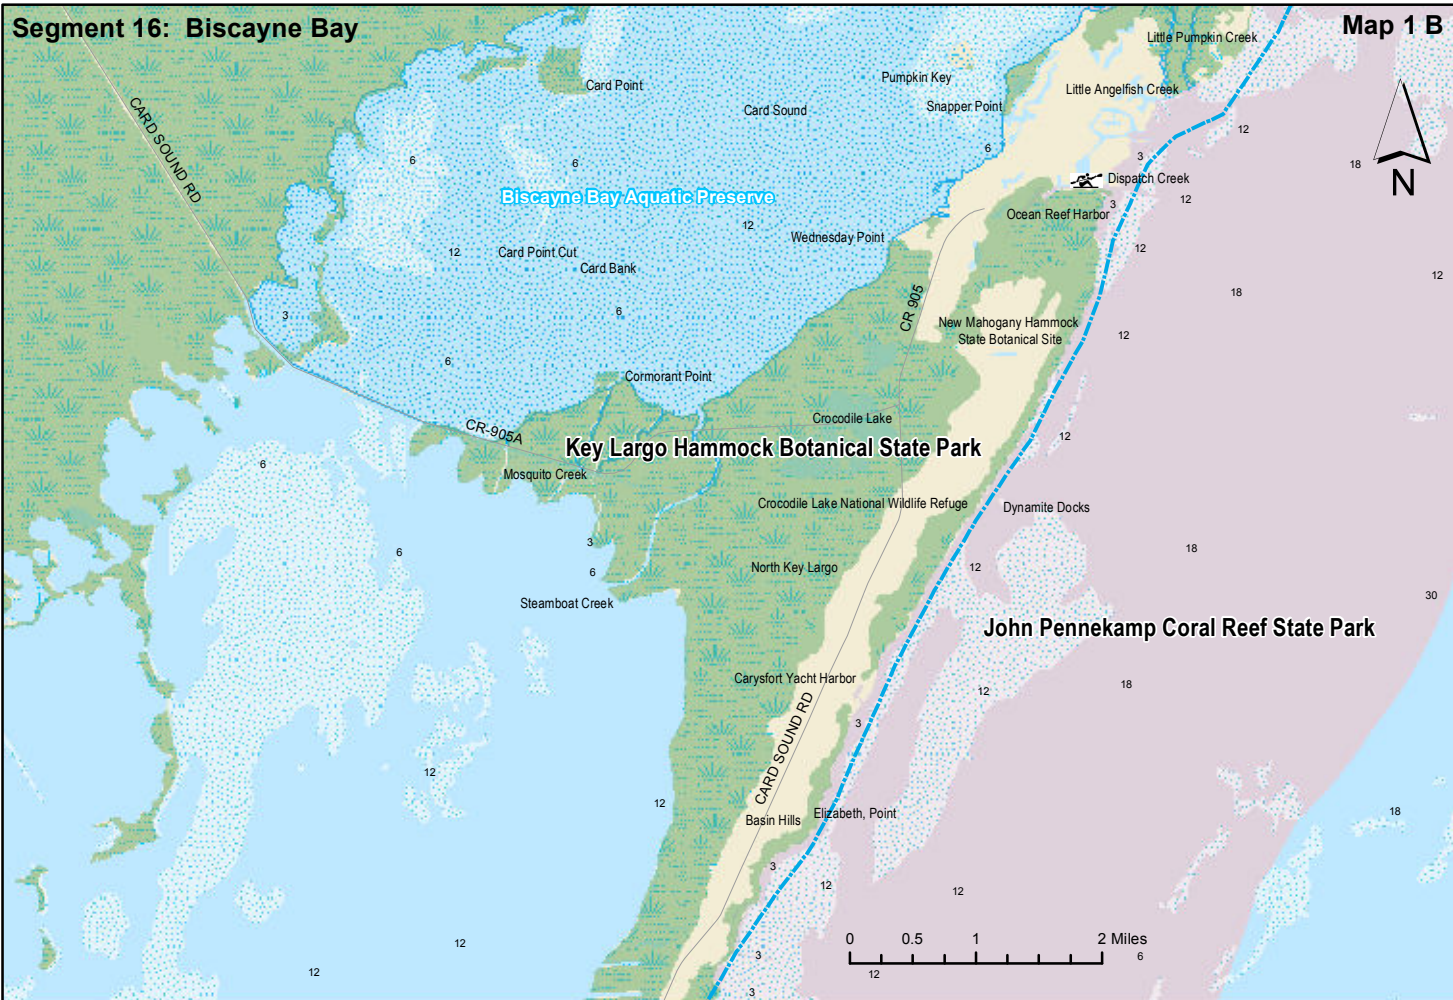 Segment 16: Biscayne Bay
Map 1 B
Little Pumpkin Creek
Card Point
Pumpkin Key
Little Angelfish Creek
CARD SOUND RD
Card Sound
Snapper Point
12
6
6
6
3
18
N
Dispatch Creek
Biscayne Bay Aquatic Preserve
12
3
Ocean Reef Harbor
12
Wednesday Point
12
Card Point Cut
12
Card Bank
12
18
CR 905
3
6
New Mahogany Hammock
State Botanical Site
12
6
Cormorant Point
Crocodile Lake
CR-905A
12
Key Largo Hammock Botanical State Park
6
Mosquito Creek
Crocodile Lake National Wildlife Refuge
Dynamite Docks
3
6
18
6
North Key Largo
12
Steamboat Creek
30
John Pennekamp Coral Reef State Park
Carysfort Yacht Harbor
18
12
3
CARD SOUND RD
12
12
Basin Hills
Elizabeth, Point
18
3
12
12
0 0.5 1 2 Miles
12
3
6
12
12
3